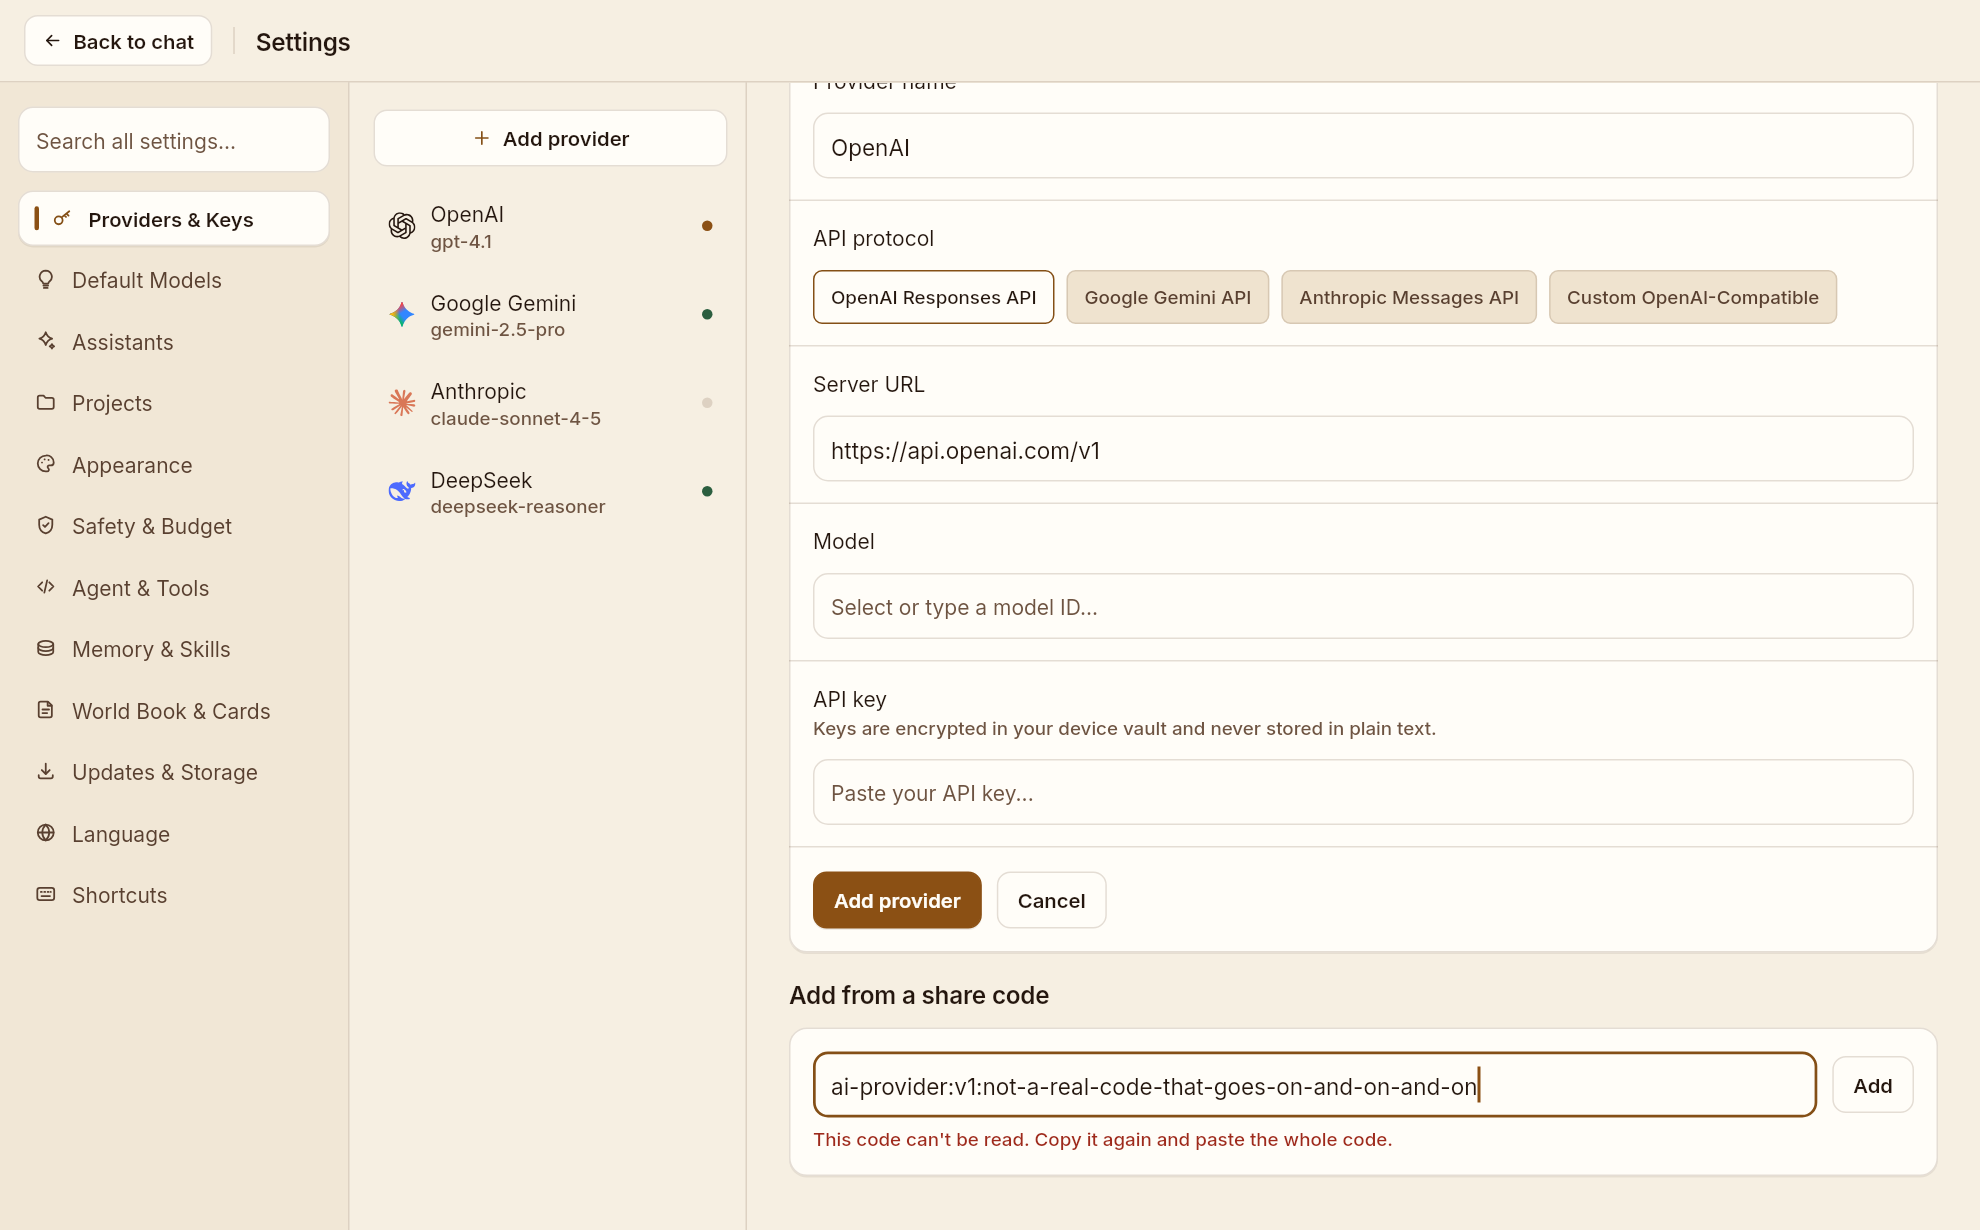 Back to chat
Settings
Search all settings...
Providers & Keys
Default Models
Assistants
Projects
Appearance
Safety & Budget
Agent & Tools
Memory & Skills
World Book & Cards
Updates & Storage
Language
Shortcuts
Add provider
OpenAI
gpt-4.1
Google Gemini
gemini-2.5-pro
Anthropic
claude-sonnet-4-5
DeepSeek
deepseek-reasoner
Provider name
OpenAI
API protocol
OpenAI Responses API
Google Gemini API
Anthropic Messages API
Custom OpenAI-Compatible
Server URL
https://api.openai.com/v1
Model
Select or type a model ID...
API key
Keys are encrypted in your device vault and never stored in plain text.
Paste your API key...
Add provider
Cancel
Add from a share code
ai-provider:v1:not-a-real-code-that-goes-on-and-on-and-on
Add
This code can't be read. Copy it again and paste the whole code.